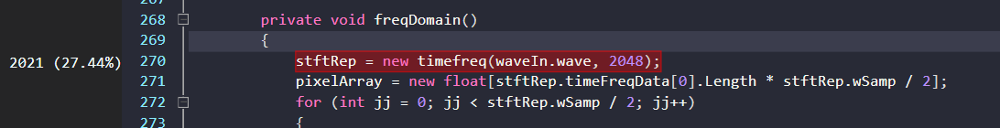 267
268 private void freqDomain()
269 {
2021 (27.44%) 270 stftRep = new timefreq(waveIn.wave, 2048);
271 pixelArray = new float[stftRep.timeFreqData[0].Length * stftRep.wSamp / 2];
272 for (int jj = 0; jj < stftRep.wSamp / 2; jj++)
273 {